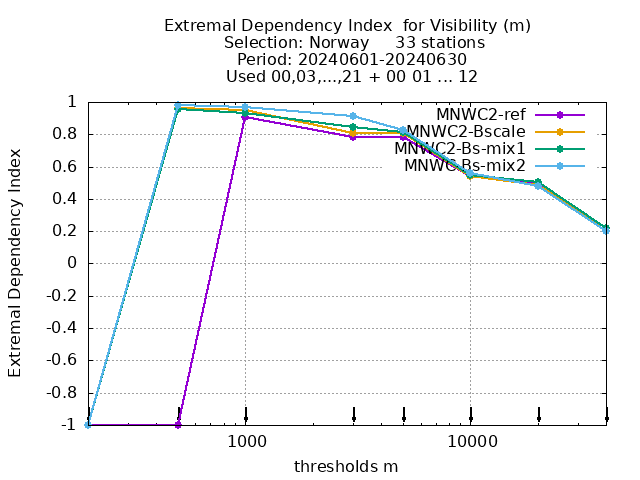 Extremal Dependency Index for Visibility (m)
Selection: Norway 33 stations
Period: 20240601-20240630
Used 00,03,...,21 + 00 01 ... 12
MNWC2-ref
MNWC2-Bscale
MNWC2-Bs-mix1
MNWC Bs-mix2
1
0.8
0.6
0.4
0.2
0
-0.2
-0.4
-0.6
-0.8
-1
Extremal Dependency Index
1000 10000
thresholds m